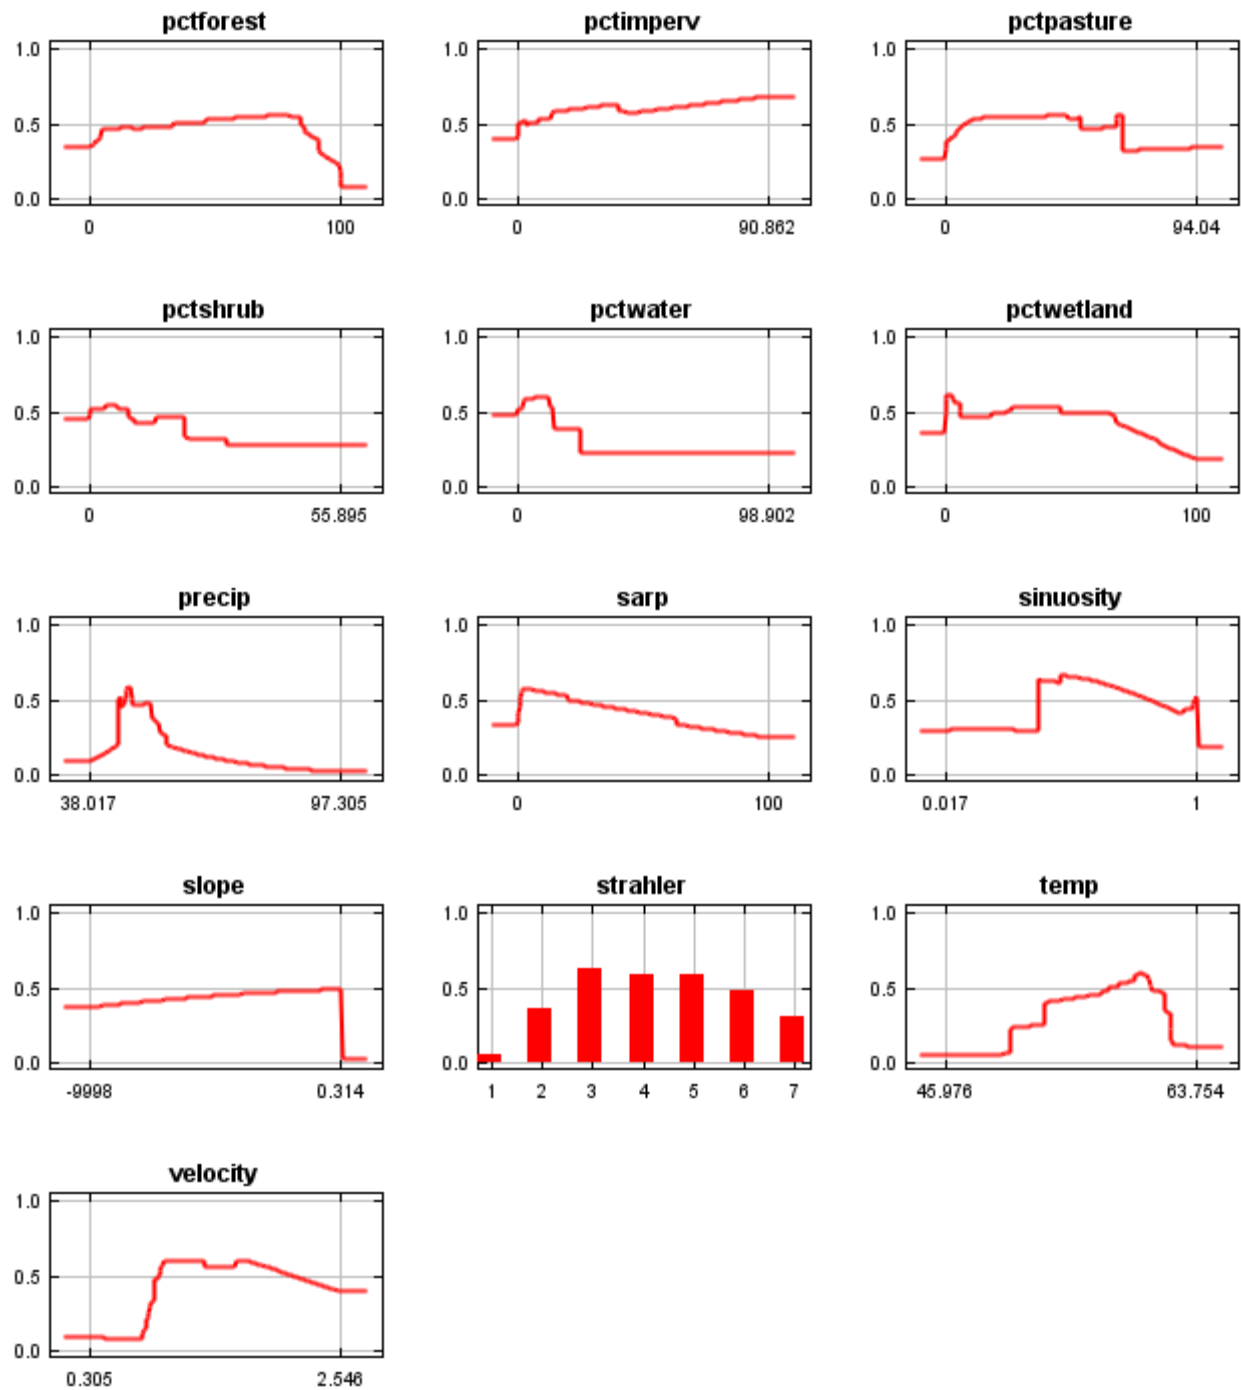 pctforest pctimperv pctpasture
1.0 1.0 1.0
0.5 0.5 0.5
0.0 0.0 0.0
0 100 0 90.862 0 94.04
pctshrub pctwater pctwetland
1.0 1.0 1.0
0.5 0.5 0.5
0.0 0.0 0.0
0 55.895 0 98.902 0 100
precip sarp sinuosity
1.0 1.0 1.0
0.5 0.5 0.5
0.0 0.0 0.0
38.017 97.305 0 100 0.017 1
slope strahler temp
1.0 1.0 1.0
0.5 0.5 0.5
0.0 0.0 0.0
-9998 0.314 1 2 3 4 5 6 7 45.976 63.754
velocity
1.0
0.5
0.0
0.305 2.546